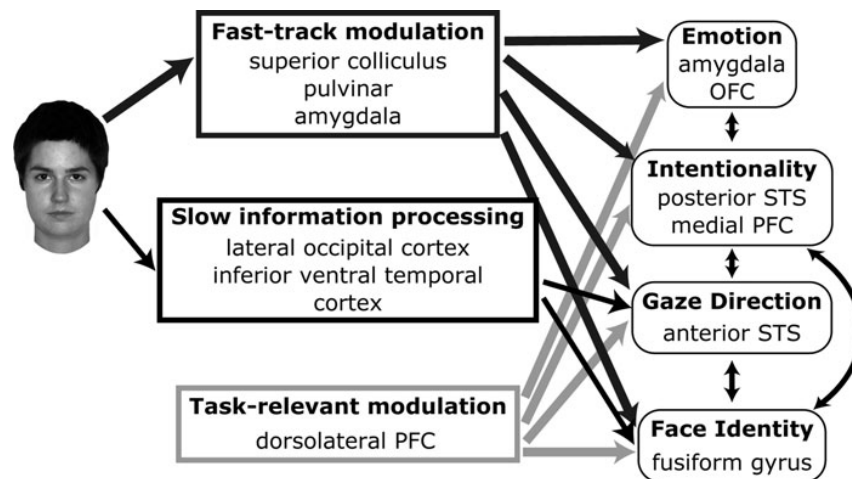 Fast-track modulation
superior colliculus
pulvinar
amygdala
Slow information processing
lateral occipital cortex
inferior ventral temporal
cortex
Task-relevant modulation
dorsolateral PFC
Emotion
amygdala
OFC
Intentionality
posterior STS
medial PFC
Gaze Direction
anterior STS
Face Identity
fusiform gyrus